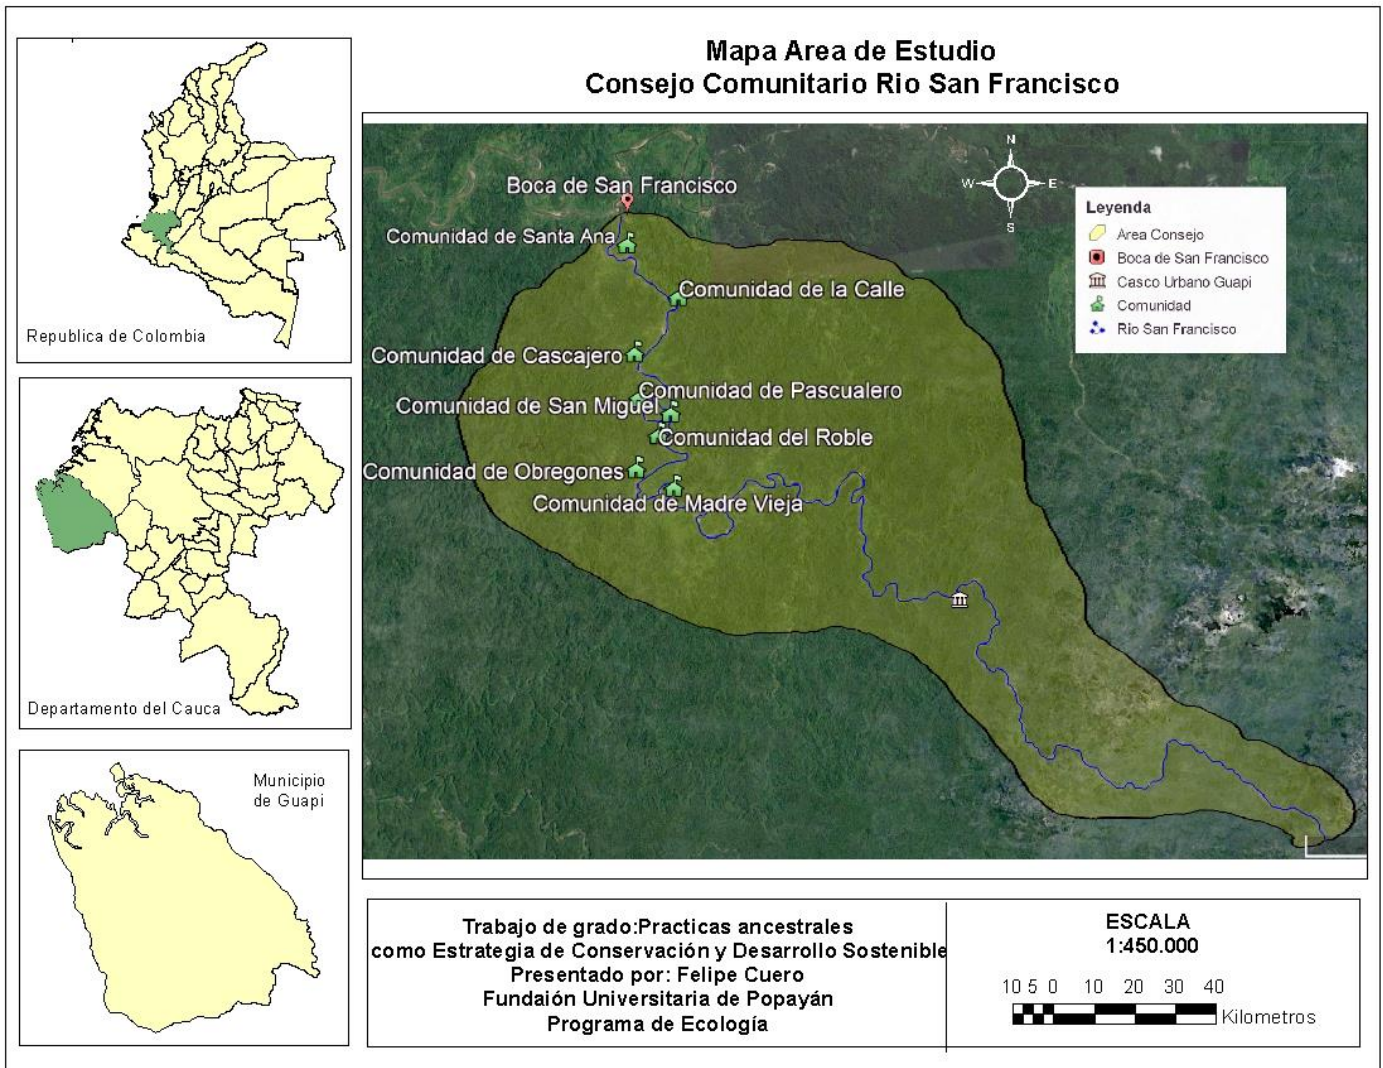 Mapa Area de Estudio
Consejo Comunitario Rio San Francisco
Republica de Colombia
Departamento del Cauca
Municipio
de Guapi
N
W
E
S
Boca de San Francisco
Comunidad de Santa Ana
Comunidad de la Calle
Comunidad de Cascajero
Comunidad de Pascualero
Comunidad de San Miguel
Comunidad del Roble
Comunidad de Obregones
Comunidad de Madre Vieja
Leyenda
Area Consejo
Boca de San Francisco
Casco Urbano Guapi
Comunidad
Rio San Francisco
Trabajo de grado:Practicas ancestrales
como Estrategia de Conservación y Desarrollo Sostenible
Presentado por: Felipe Cuero
Fundaión Universitaria de Popayán
Programa de Ecología
ESCALA
1:450.000
10 5 0 10 20 30 40
Kilometros